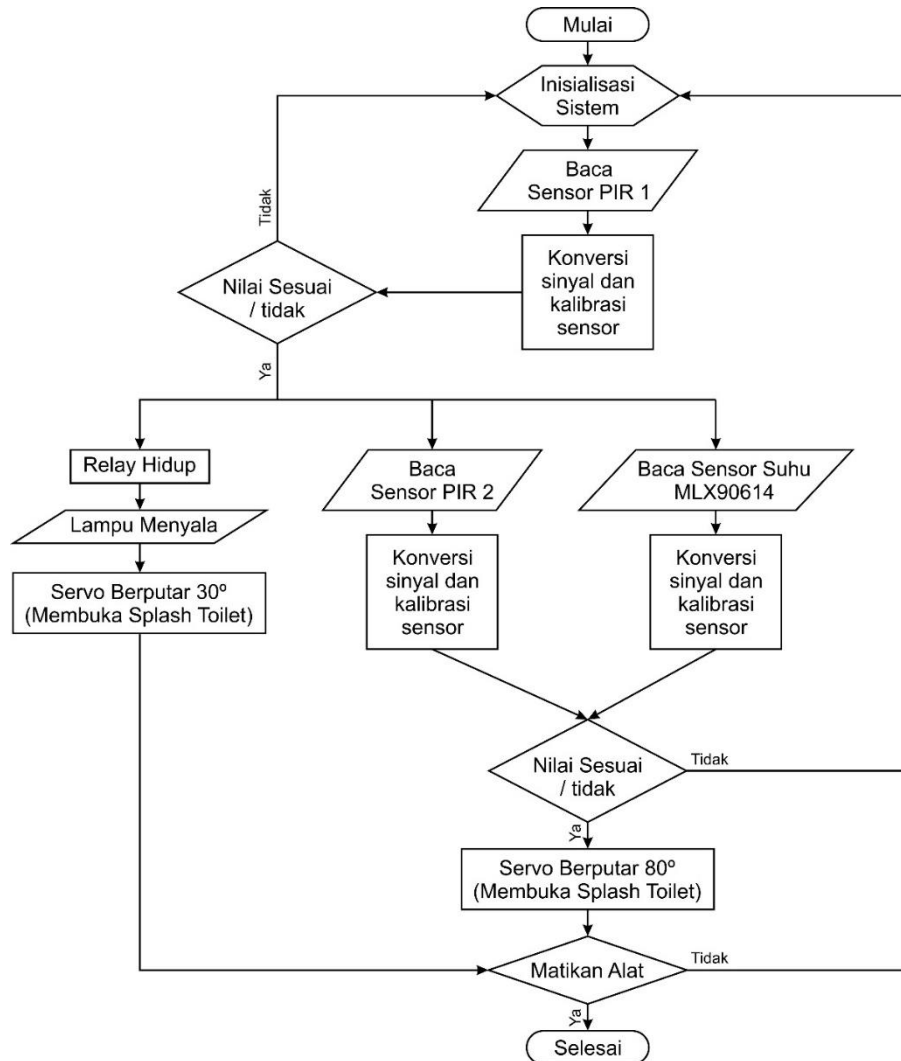 Mulai
Inisialisasi
Sistem
Baca
Sensor PIR 1
Tidak
Konversi
sinyal dan
kalibrasi
sensor
Nilai Sesuai
/ tidak
Ya
Relay Hidup
Lampu Menyala
Servo Berputar 30º
(Membuka Splash Toilet)
Baca
Sensor PIR 2
Konversi
sinyal dan
kalibrasi
sensor
Baca Sensor Suhu
MLX90614
Konversi
sinyal dan
kalibrasi
sensor
Nilai Sesuai
/ tidak
Tidak
Ya
Servo Berputar 80º
(Membuka Splash Toilet)
Matikan Alat
Tidak
Ya
Selesai